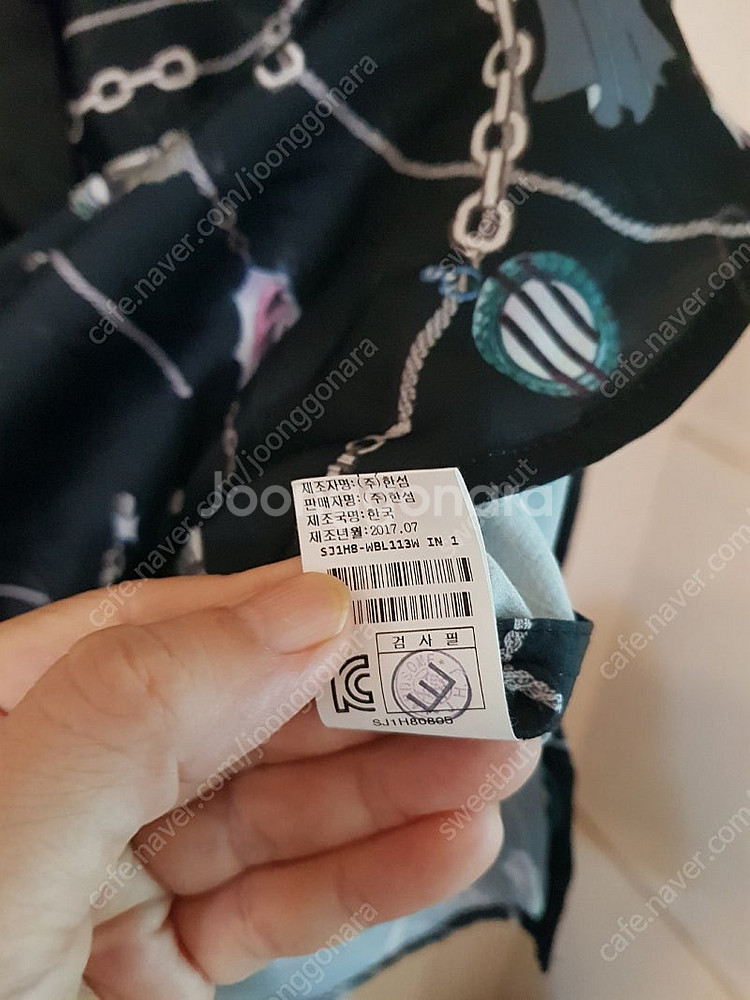 제조자명:(주)한섬
판매자명:(주)한섬
제조국명:한국
제조년월:2017.07
SJ1H8-WBL113W IN 1
검 사 필
SJ1H8080B
Joonggonara
cafe.naver.com/joonggonara
sweetbut